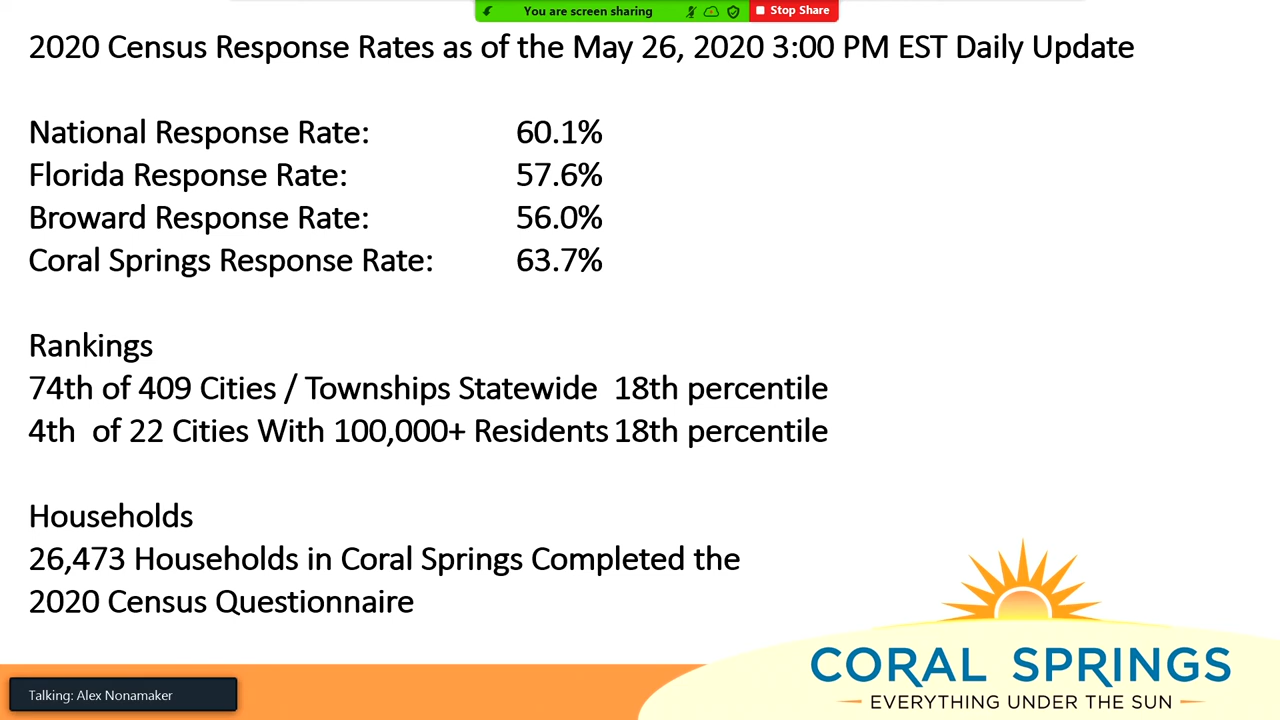 You are screen sharing
Stop Share
2020 Census Response Rates as of the May 26, 2020 3:00 PM EST Daily Update
National Response Rate: 60.1%
Florida Response Rate: 57.6%
Broward Response Rate: 56.0%
Coral Springs Response Rate: 63.7%
Rankings
74th of 409 Cities / Townships Statewide 18th percentile
4th of 22 Cities With 100,000+ Residents 18th percentile
Households
26,473 Households in Coral Springs Completed the
2020 Census Questionnaire
CORAL SPRINGS
EVERYTHING UNDER THE SUN
Talking: Alex Nonamaker